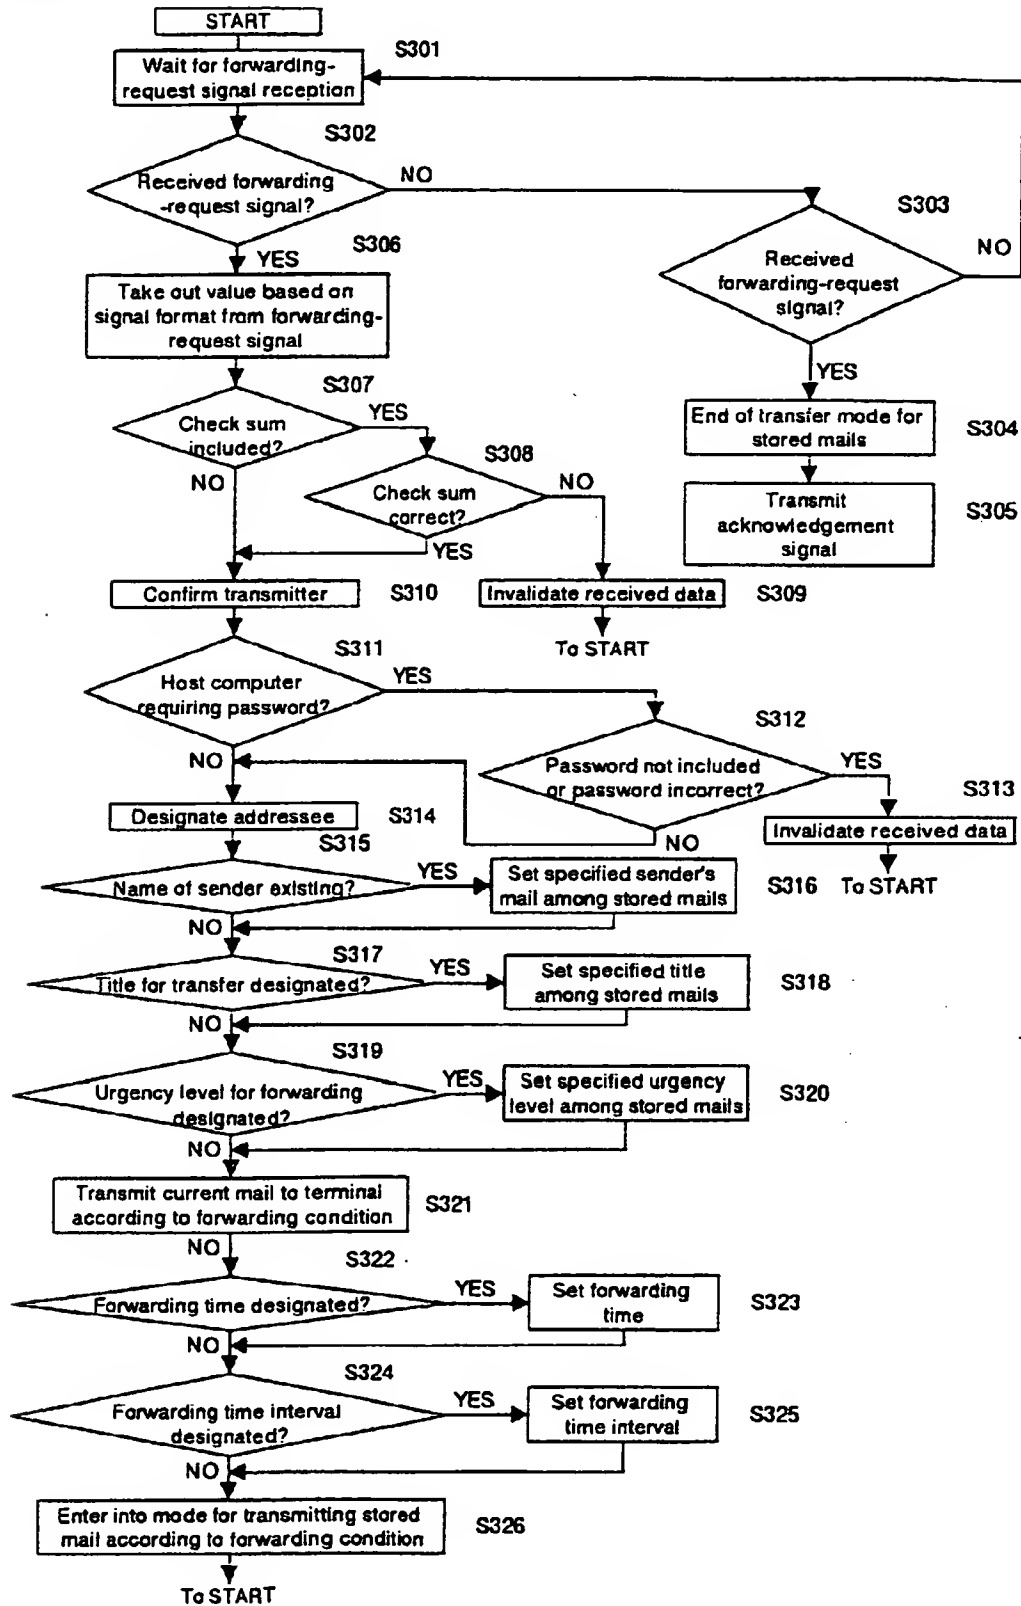 START
S301
Wait for forwarding-
request signal reception
S302
Received forwarding
-request signal?
NO
S303
Received
forwarding-request
signal?
NO
S306
YES
Take out value based on
signal format from forwarding-
request signal
YES
S307
Check sum
included?
YES
End of transfer mode for
stored mails
S304
S308
NO
Check sum
correct?
NO
Transmit
acknowledgement
signal
S305
YES
Confirm transmitter
S310
Invalidate received data
S309
To START
S311
Host computer
requiring password?
YES
S312
NO
Password not included
or password incorrect?
YES
S313
Designate addressee
S314
NO
Invalidate received data
To START
S315
Name of sender existing?
YES
Set specified sender's
mail among stored mails
S316
NO
S317
Title for transfer designated?
YES
Set specified title
among stored mails
S318
NO
S319
Urgency level for forwarding
designated?
YES
Set specified urgency
level among stored mails
S320
NO
Transmit current mail to terminal
according to forwarding condition
S321
NO
S322
Forwarding time designated?
YES
Set forwarding
time
S323
NO
S324
Forwarding time interval
designated?
YES
Set forwarding
time interval
S325
NO
Enter into mode for transmitting stored
mail according to forwarding condition
S326
To START